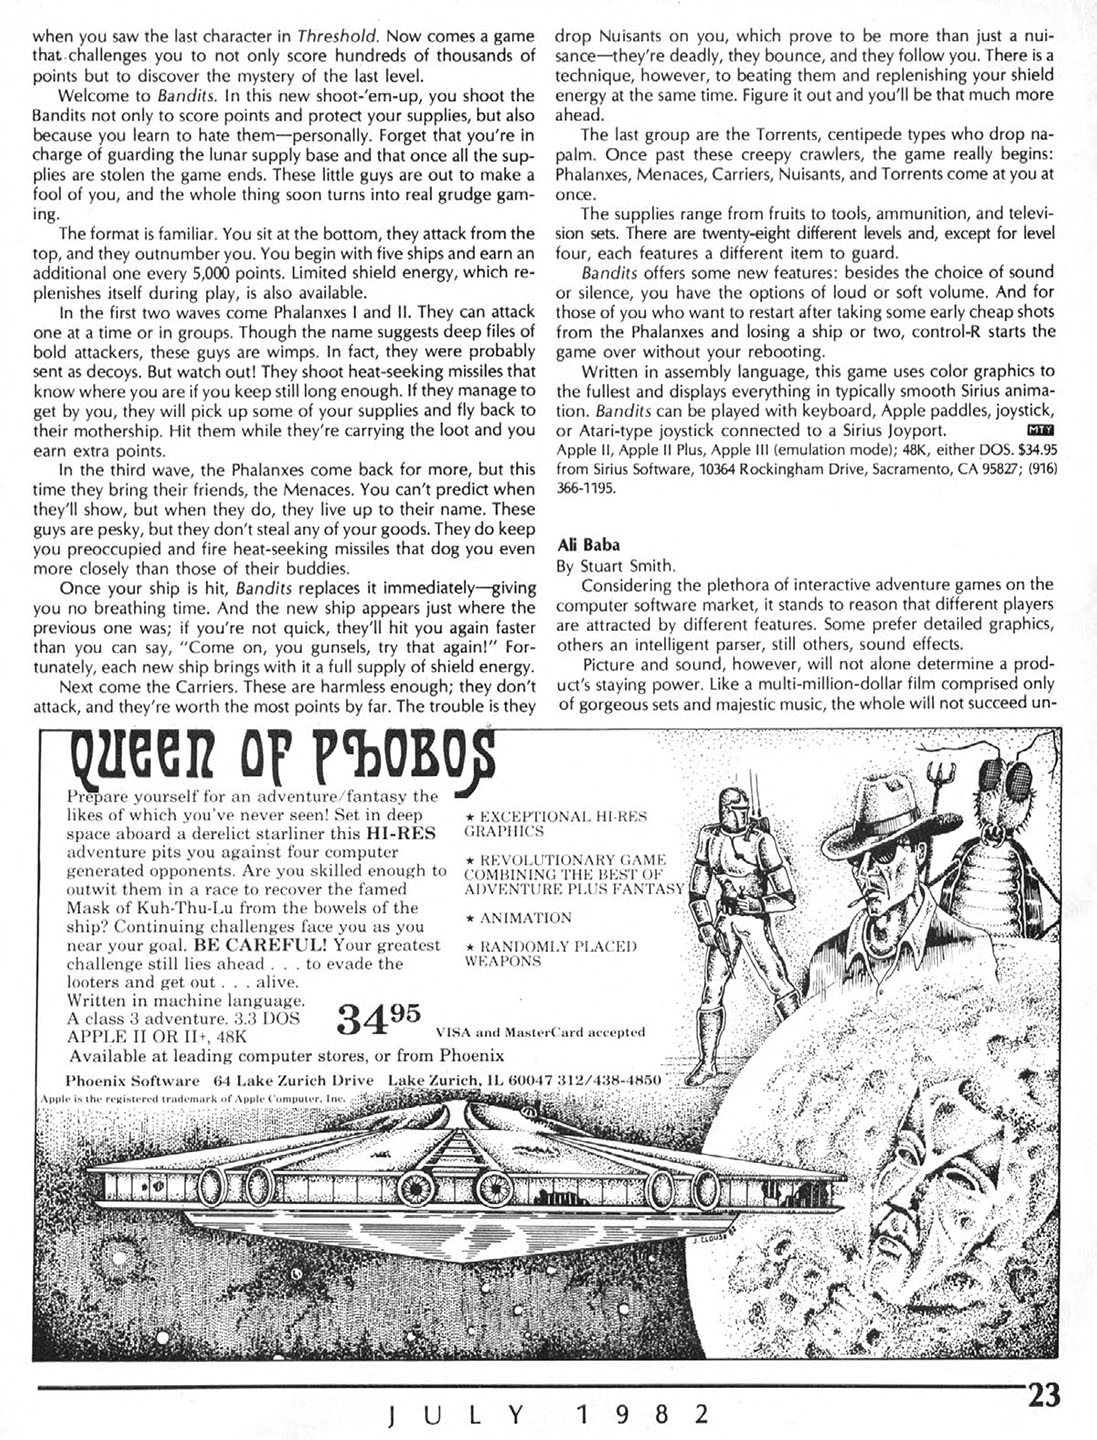 when you saw the last character in Threshold. Now comes a game
that challenges you to not only score hundreds of thousands of
points but to discover the mystery of the last level.
Welcome to Bandits. In this new shoot-'em-up, you shoot the
Bandits not only to score points and protect your supplies, but also
because you learn to hate them—personally. Forget that you're in
charge of guarding the lunar supply base and that once all the sup-
plies are stolen the game ends. These little guys are out to make a
fool of you, and the whole thing soon turns into real grudge gam-
ing.
The format is familiar. You sit at the bottom, they attack from the
top, and they outnumber you. You begin with five ships and earn an
additional one every 5,000 points. Limited shield energy, which re-
plenishes itself during play, is also available.
In the first two waves come Phalanxes I and II. They can attack
one at a time or in groups. Though the name suggests deep files of
bold attackers, these guys are wimps. In fact, they were probably
sent as decoys. But watch out! They shoot heat-seeking missiles that
know where you are if you keep still long enough. If they manage to
get by you, they will pick up some of your supplies and fly back to
their mothership. Hit them while they're carrying the loot and you
earn extra points.
In the third wave, the Phalanxes come back for more, but this
time they bring their friends, the Menaces. You can't predict when
they'll show, but when they do, they live up to their name. These
guys are pesky, but they don't steal any of your goods. They do keep
you preoccupied and fire heat-seeking missiles that dog you even
more closely than those of their buddies.
Once your ship is hit, Bandits replaces it immediately—giving
you no breathing time. And the new ship appears just where the
previous one was; if you're not quick, they'll hit you again faster
than you can say, "Come on, you gunsels, try that again!" For-
tunately, each new ship brings with it a full supply of shield energy.
Next come the Carriers. These are harmless enough; they don't
attack, and they're worth the most points by far. The trouble is they
drop Nuisants on you, which prove to be more than just a nui-
sance—they're deadly, they bounce, and they follow you. There is a
technique, however, to beating them and replenishing your shield
energy at the same time. Figure it out and you'll be that much more
ahead.
The last group are the Torrents, centipede types who drop na-
palm. Once past these creepy crawlers, the game really begins:
Phalanxes, Menaces, Carriers, Nuisants, and Torrents come at you at
once.
The supplies range from fruits to tools, ammunition, and televi-
sion sets. There are twenty-eight different levels and, except for level
four, each features a different item to guard.
Bandits offers some new features: besides the choice of sound
or silence, you have the options of loud or soft volume. And for
those of you who want to restart after taking some early cheap shots
from the Phalanxes and losing a ship or two, control-R starts the
game over without your rebooting.
Written in assembly language, this game uses color graphics to
the fullest and displays everything in typically smooth Sirius anima-
tion. Bandits can be played with keyboard, Apple paddles, joystick,
or Atari-type joystick connected to a Sirius Joyport. MTY
Apple II, Apple II Plus, Apple III (emulation mode); 48K, either DOS. $34.95
from Sirius Software, 10364 Rockingham Drive, Sacramento, CA 95827; (916)
366-1195.
Ali Baba
By Stuart Smith.
Considering the plethora of interactive adventure games on the
computer software market, it stands to reason that different players
are attracted by different features. Some prefer detailed graphics,
others an intelligent parser, still others, sound effects.
Picture and sound, however, will not alone determine a prod-
uct's staying power. Like a multi-million-dollar film comprised only
of gorgeous sets and majestic music, the whole will not succeed un-
QUEEN OF PHOBOS
Prepare yourself for an adventure/fantasy the
likes of which you've never seen! Set in deep
space aboard a derelict starliner this HI-RES
adventure pits you against four computer
generated opponents. Are you skilled enough to
outwit them in a race to recover the famed
Mask of Kuh-Thu-Lu from the bowels of the
ship? Continuing challenges face you as you
near your goal. BE CAREFUL! Your greatest
challenge still lies ahead . . . to evade the
looters and get out . . . alive.
Written in machine language.
A class 3 adventure. 3.3 DOS
APPLE II OR II+, 48K
★ EXCEPTIONAL HI-RES
GRAPHICS
★ REVOLUTIONARY GAME
COMBINING THE BEST OF
ADVENTURE PLUS FANTASY
★ ANIMATION
★ RANDOMLY PLACED
WEAPONS
3495
VISA and MasterCard accepted
Available at leading computer stores, or from Phoenix
Phoenix Software 64 Lake Zurich Drive Lake Zurich, IL 60047 312/438-4850
Apple is the registered trademark of Apple Computer, Inc.
23
JULY 1982